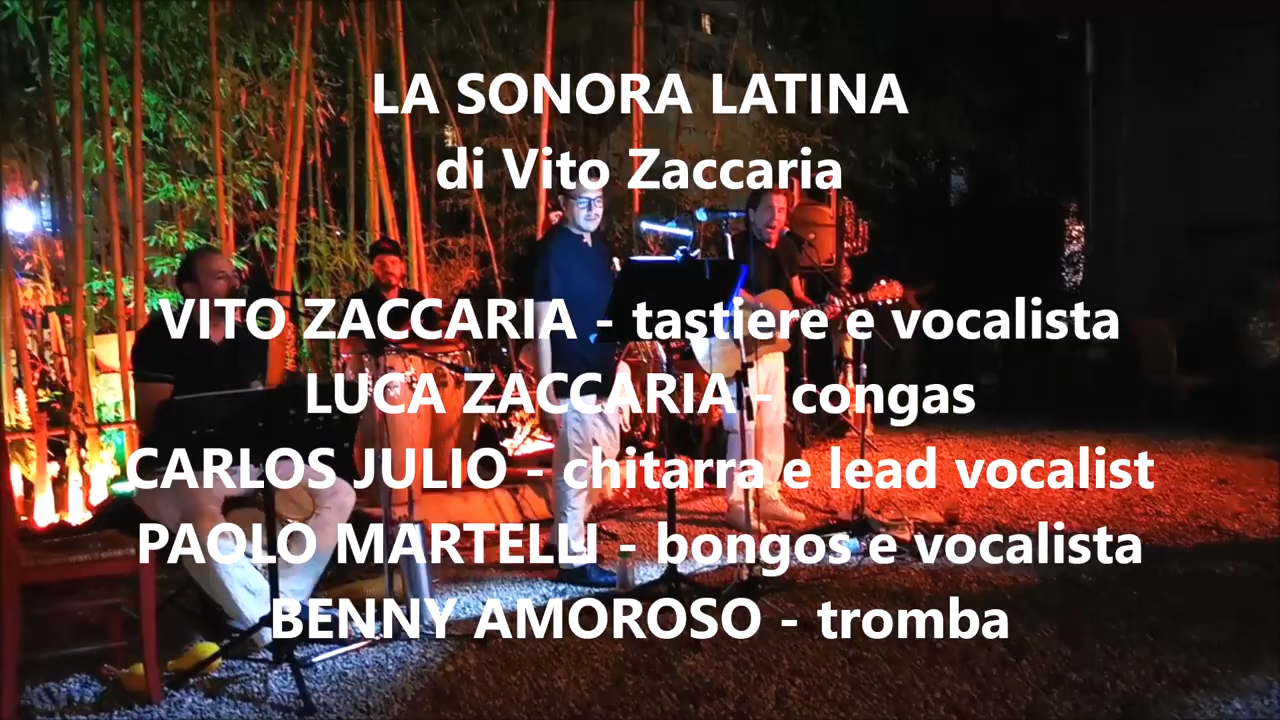 LA SONORA LATINA
di Vito Zaccaria
VITO ZACCARIA - tastiere e vocalista
LUCA ZACCARIA - congas
CARLOS JULIO - chitarra e lead vocalist
PAOLO MARTELLI - bongos e vocalista
BENNY AMOROSO - tromba